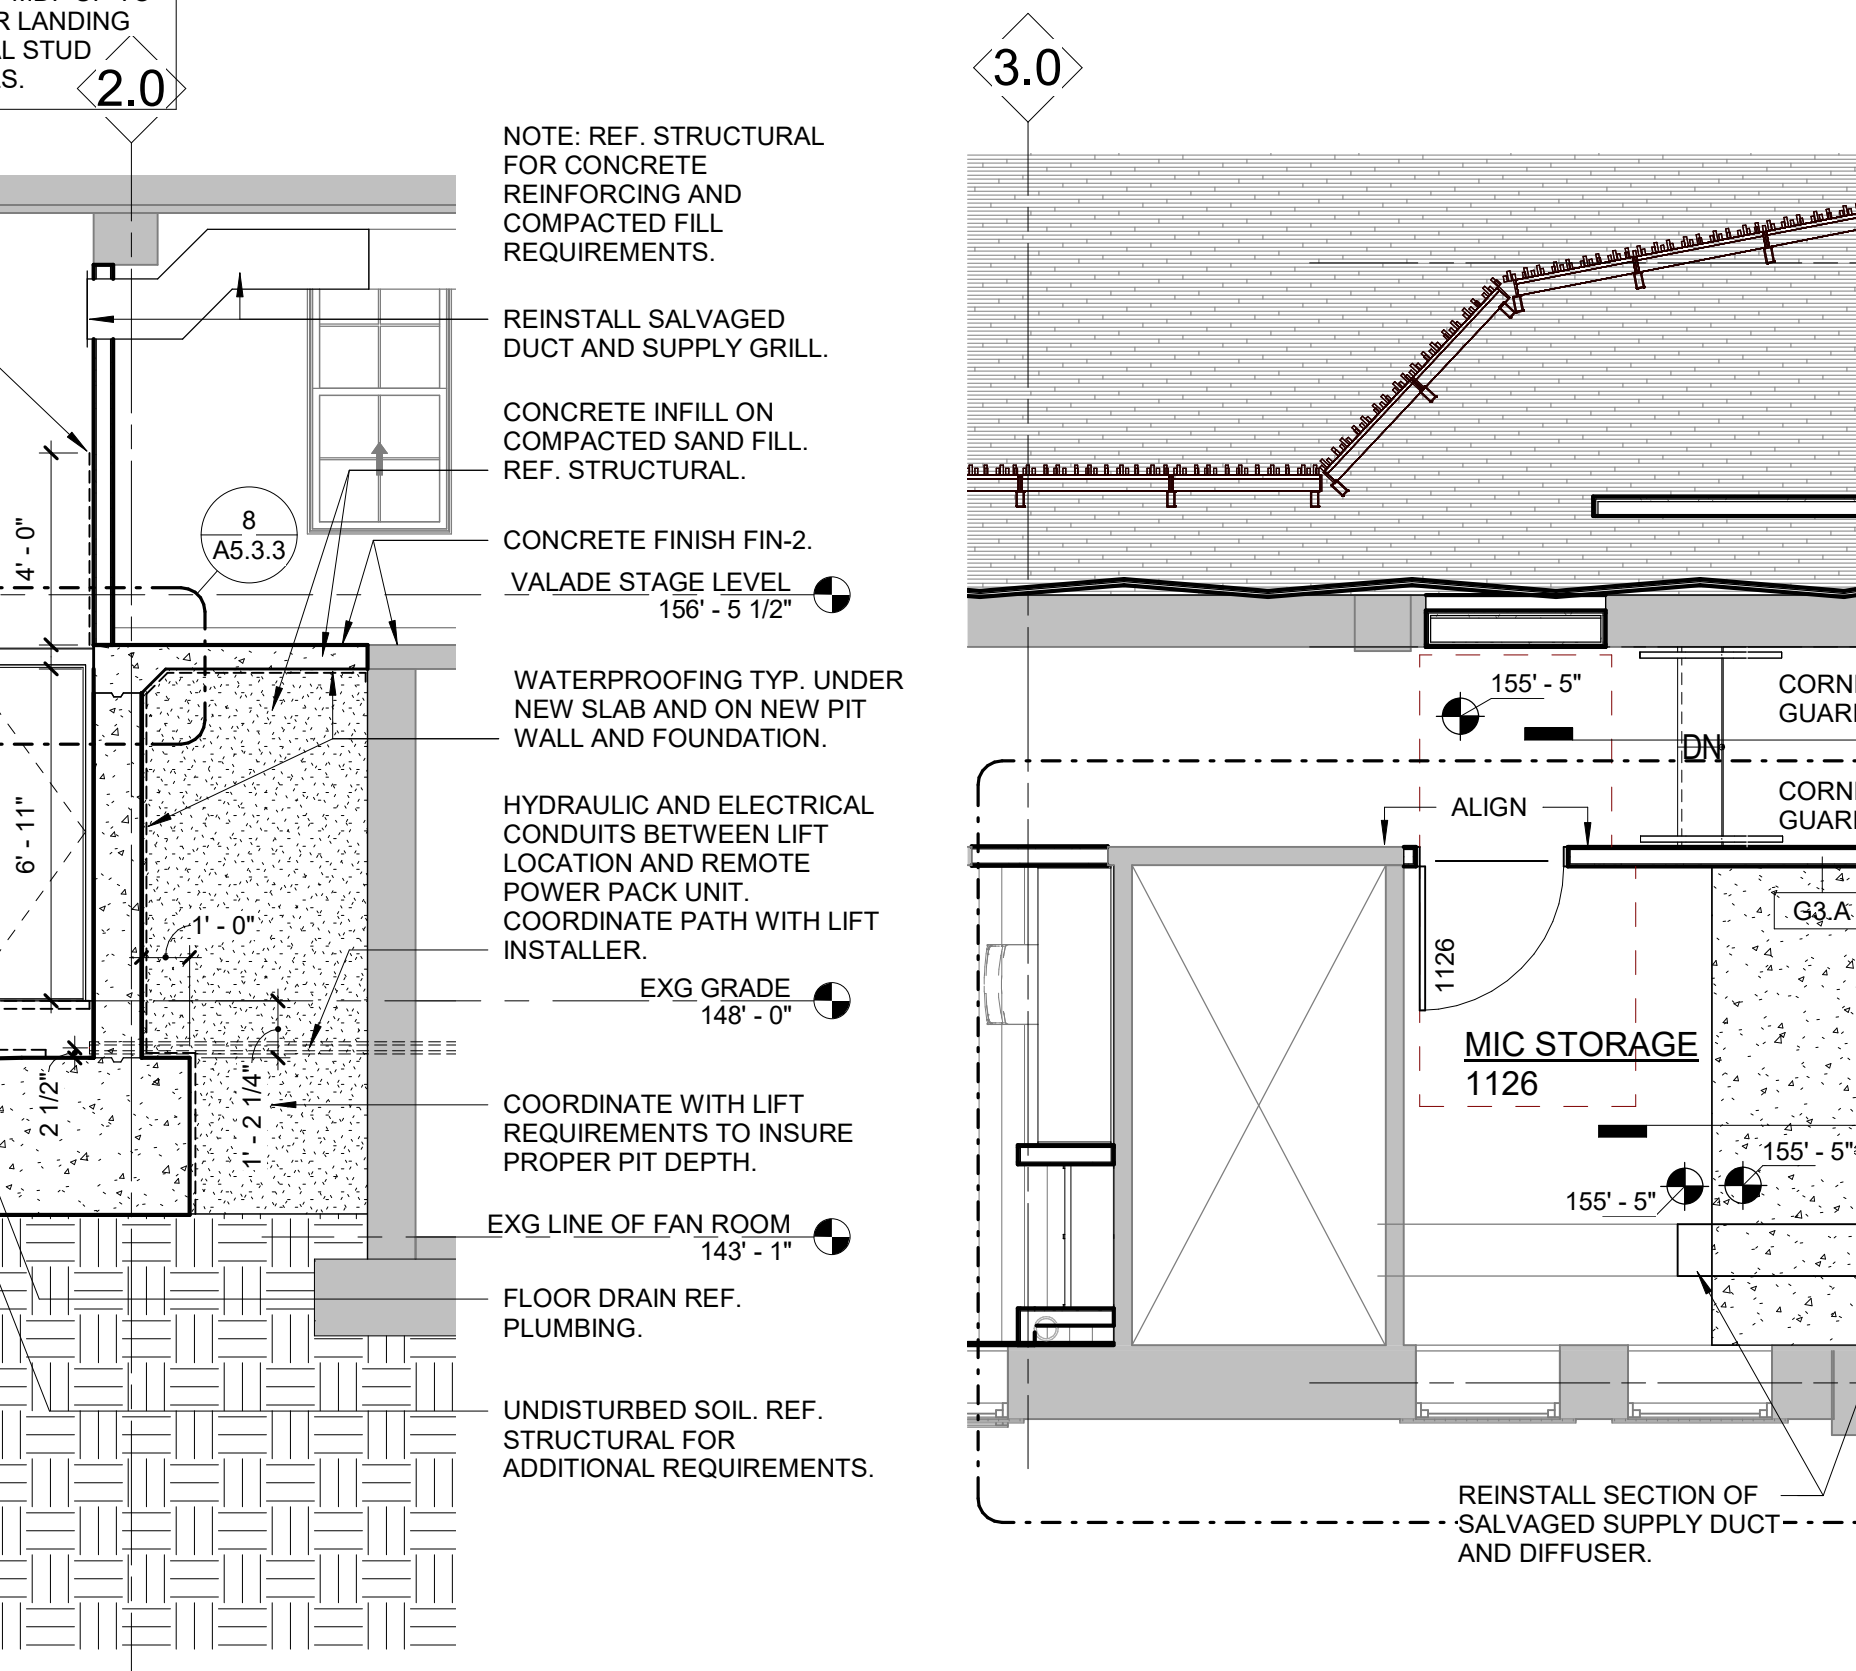 R LANDING
STUD
2.0
3.0
NOTE: REF. STRUCTURAL
FOR CONCRETE
REINFORCING AND
COMPACTED FILL
REQUIREMENTS.
REINSTALL SALVAGED
DUCT AND SUPPLY GRILL.
CONCRETE INFILL ON
COMPACTED SAND FILL.
REF. STRUCTURAL.
8
A5.3.3
4' - 0"
CONCRETE FINISH FIN-2.
VALADE STAGE LEVEL
156' - 5 1/2"
WATERPROOFING TYP. UNDER
NEW SLAB AND ON NEW PIT
WALL AND FOUNDATION.
6' - 11"
HYDRAULIC AND ELECTRICAL
CONDUITS BETWEEN LIFT
LOCATION AND REMOTE
POWER PACK UNIT.
COORDINATE PATH WITH LIFT
INSTALLER.
1' - 0"
EXG GRADE
148' - 0"
2 1/2"
1' - 2 1/4"
COORDINATE WITH LIFT
REQUIREMENTS TO INSURE
PROPER PIT DEPTH.
EXG LINE OF FAN ROOM
143' - 1"
FLOOR DRAIN REF.
PLUMBING.
UNDISTURBED SOIL. REF.
STRUCTURAL FOR
ADDITIONAL REQUIREMENTS.
155' - 5"
CORN
GUAR
DN
CORN
GUAR
ALIGN
G3.A
1126
MIC STORAGE
1126
155' - 5"
155' - 5"
REINSTALL SECTION OF
SALVAGED SUPPLY DUCT
AND DIFFUSER.